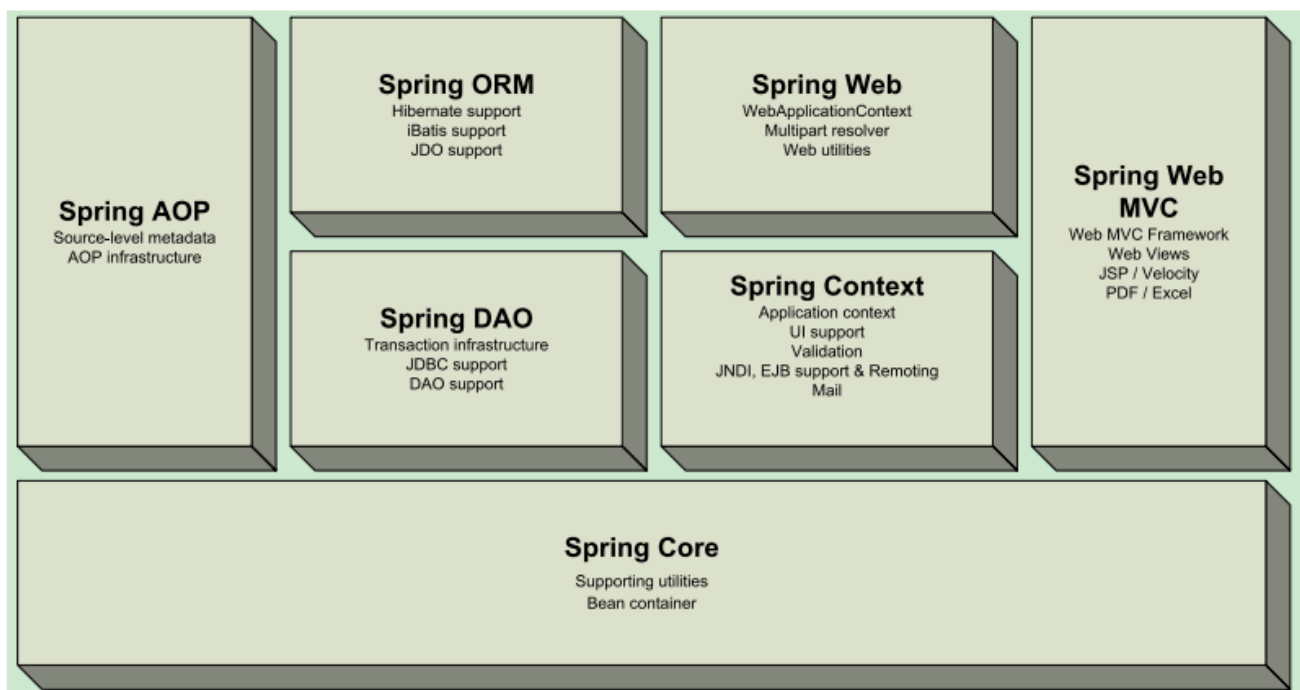 Spring AOP
Source-level metadata
AOP infrastructure
Spring ORM
Hibernate support
iBatis support
JDO support
Spring DAO
Transaction infrastructure
JDBC support
DAO support
Spring Web
WebApplicationContext
Multipart resolver
Web utilities
Spring Context
Application context
UI support
Validation
JNDI, EJB support & Remoting
Mail
Spring Web
MVC
Web MVC Framework
Web Views
JSP / Velocity
PDF / Excel
Spring Core
Supporting utilities
Bean container